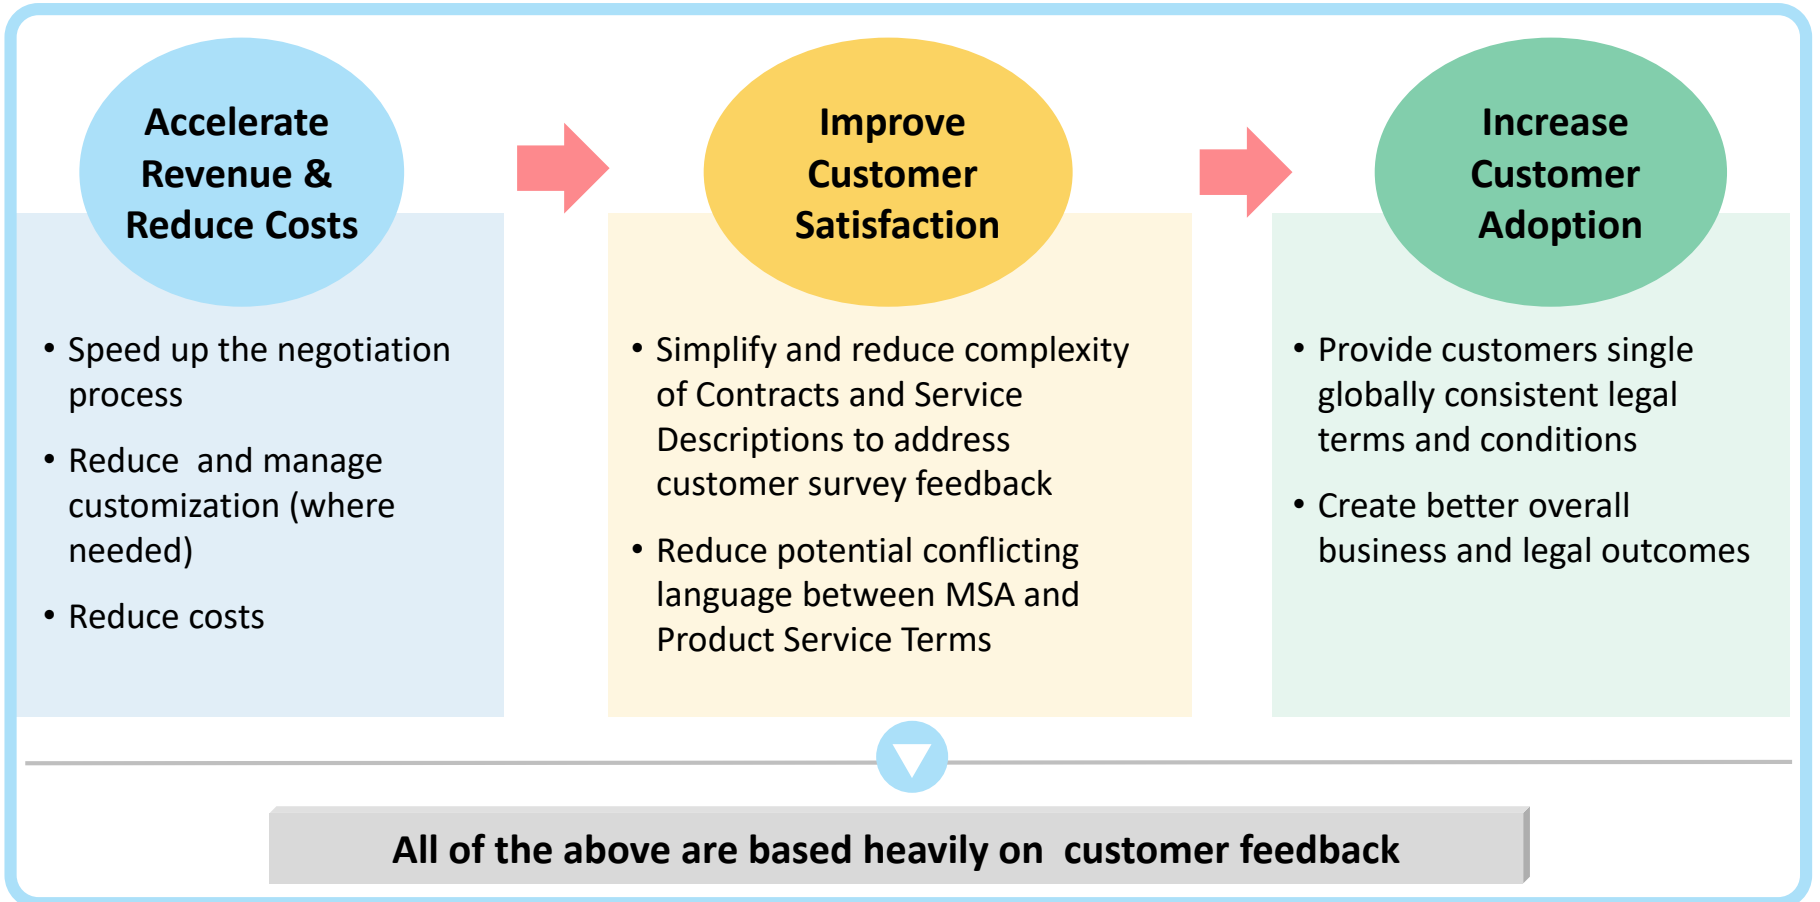 Accelerate
Revenue &
Reduce Costs
• Speed up the negotiation
process
• Reduce  and manage
customization (where
needed)
• Reduce costs
Improve
Customer
Satisfaction
• Simplify and reduce complexity
of Contracts and Service
Descriptions to address
customer survey feedback
• Reduce potential conflicting
language between MSA and
Product Service Terms
Increase
Customer
Adoption
• Provide customers single
globally consistent legal
terms and conditions
• Create better overall
business and legal outcomes
All of the above are based heavily on  customer feedback